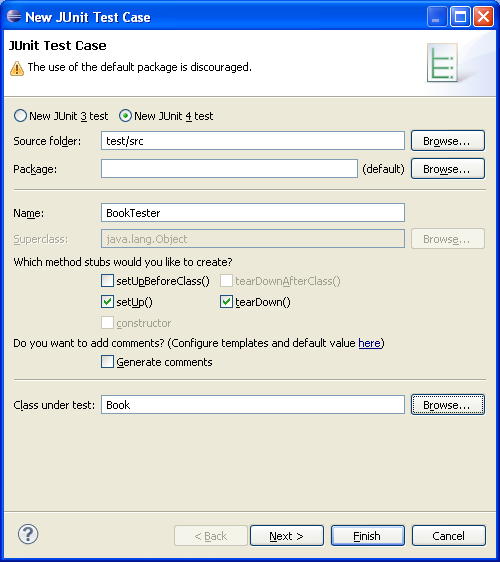 New JUnit Test Case
JUnit Test Case
The use of the default package is discouraged.
New JUnit 3 test New JUnit 4 test
Source folder: test/src Browse...
Package: (default) Browse...
Name: BookTester
Superclass: java.lang.Object Browse...
Which method stubs would you like to create?
setUpBeforeClass() tearDownAfterClass()
setUp() tearDown()
constructor
Do you want to add comments? (Configure templates and default value here)
Generate comments
Class under test: Book Browse...
? < Back Next > Finish Cancel